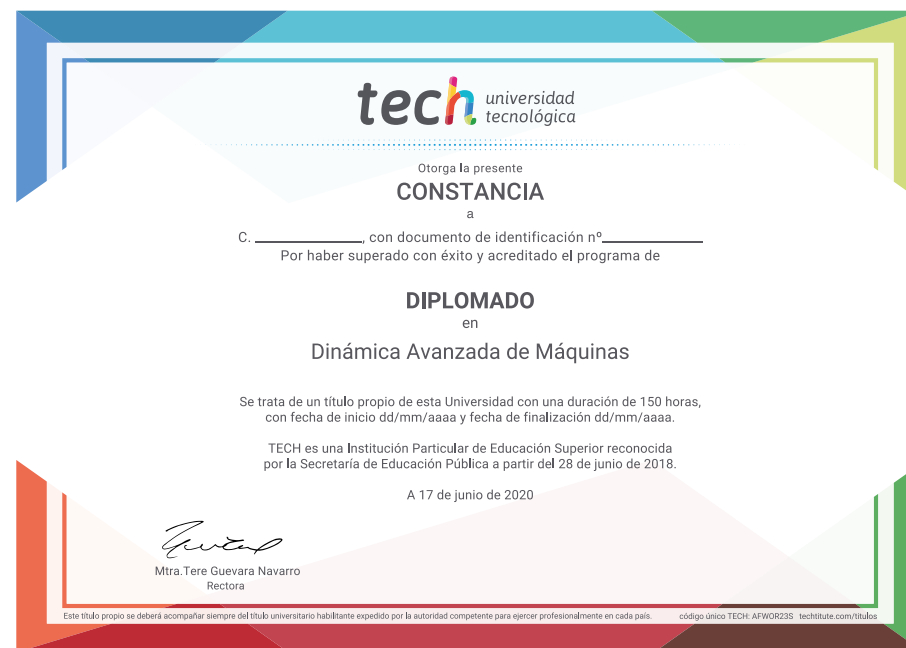 tech universidad
tecnológica
Otorga la presente
CONSTANCIA
a
C. ____________, con documento de identificación nº____________
Por haber superado con éxito y acreditado el programa de
DIPLOMADO
en
Dinámica Avanzada de Máquinas
Se trata de un título propio de esta Universidad con una duración de 150 horas,
con fecha de inicio dd/mm/aaaa y fecha de finalización dd/mm/aaaa.
TECH es una Institución Particular de Educación Superior reconocida
por la Secretaría de Educación Pública a partir del 28 de junio de 2018.
A 17 de junio de 2020
Mtra.Tere Guevara Navarro
Rectora
Este título propio se deberá acompañar siempre del título universitario habilitante expedido por la autoridad competente para ejercer profesionalmente en cada país. código único TECH: AFWOR23S techtitute.com/titulos